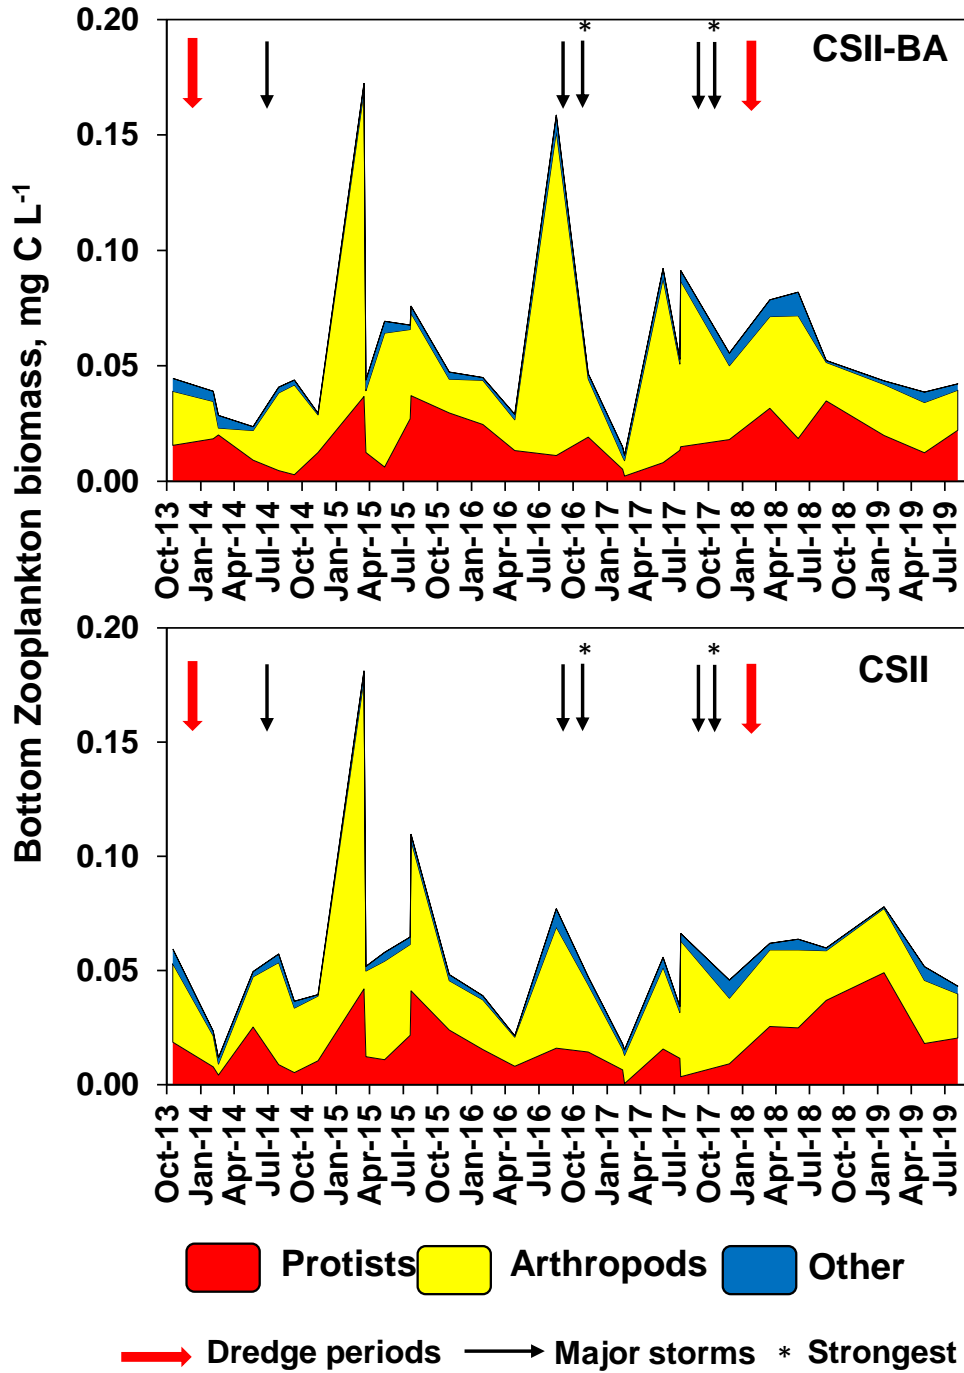 Bottom Zooplankton biomass, mg C L-1
0.20
0.15
0.10
0.05
0.00
* *
CSII-BA
Oct-13 Jan-14 Apr-14 Jul-14 Oct-14 Jan-15 Apr-15 Jul-15 Oct-15 Jan-16 Apr-16 Jul-16 Oct-16 Jan-17 Apr-17 Jul-17 Oct-17 Jan-18 Apr-18 Jul-18 Oct-18 Jan-19 Apr-19 Jul-19
0.20
0.15
0.10
0.05
0.00
* *
CSII
Oct-13 Jan-14 Apr-14 Jul-14 Oct-14 Jan-15 Apr-15 Jul-15 Oct-15 Jan-16 Apr-16 Jul-16 Oct-16 Jan-17 Apr-17 Jul-17 Oct-17 Jan-18 Apr-18 Jul-18 Oct-18 Jan-19 Apr-19 Jul-19
Protists Arthropods Other
Dredge periods Major storms * Strongest